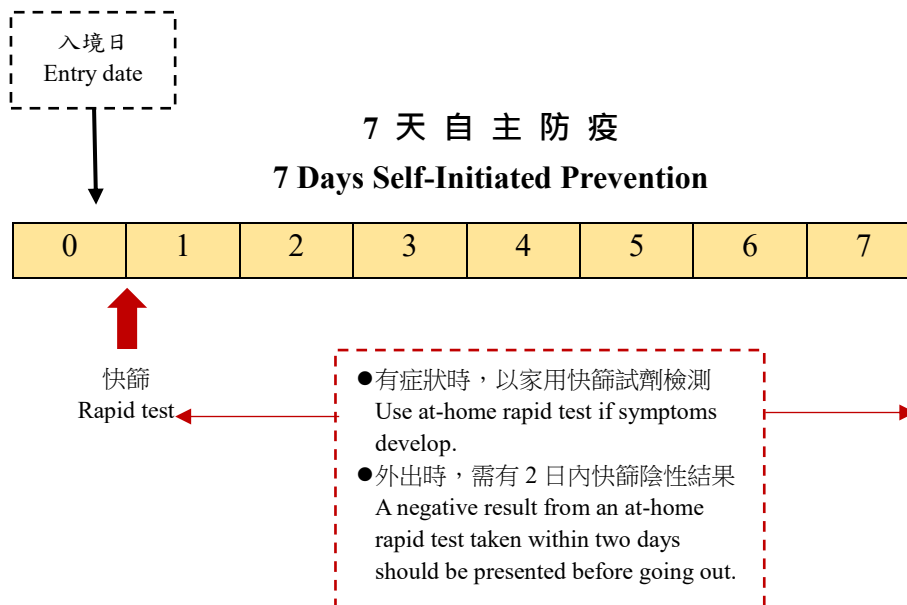 入境日
Entry date
7 天 自 主 防 疫
7 Days Self-Initiated Prevention
0 1 2 3 4 5 6 7
快篩
Rapid test
●有症狀時，以家用快篩試劑檢測
Use at-home rapid test if symptoms
develop.
●外出時，需有 2 日內快篩陰性結果
A negative result from an at-home
rapid test taken within two days
should be presented before going out.